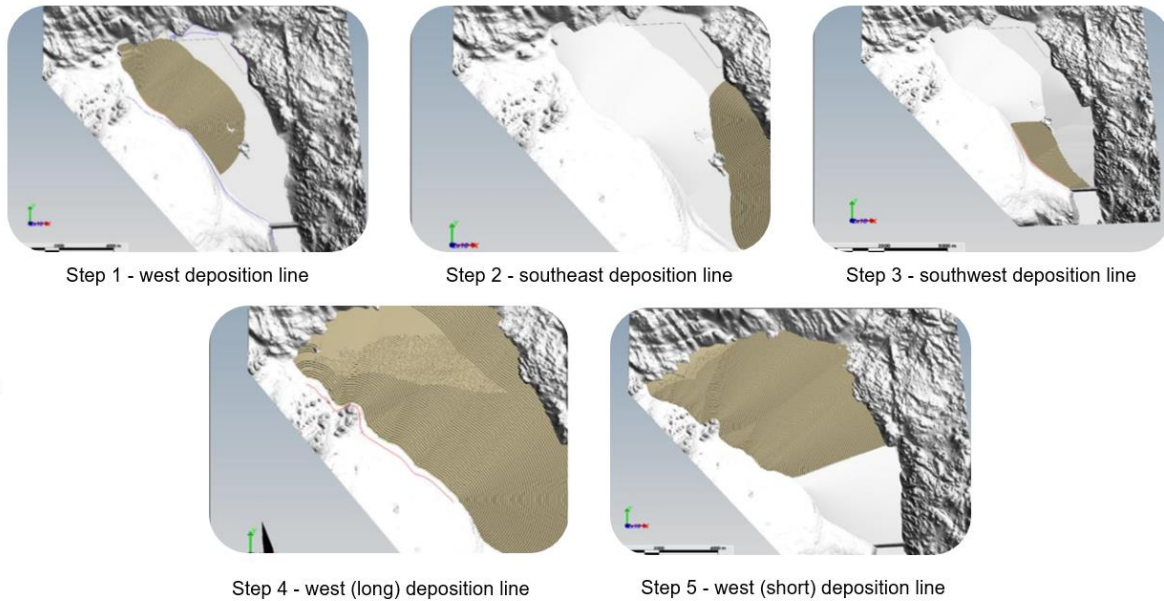 Step 1 - west deposition line
Step 2 - southeast deposition line
Step 3 - southwest deposition line
Step 4 - west (long) deposition line
Step 5 - west (short) deposition line